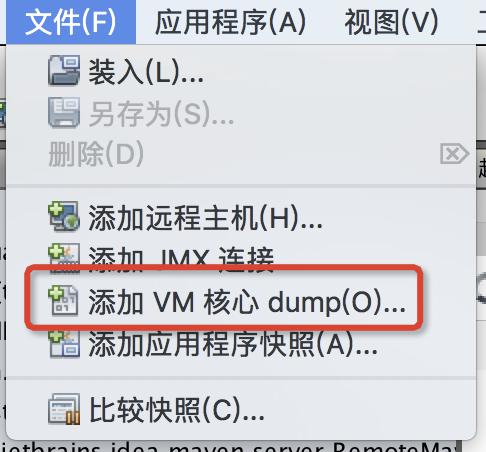 文件(F) 应用程序(A) 视图(V)
装入(L)...
另存为(S)...
删除(D)
添加远程主机(H)...
添加 JMX 连接
添加 VM 核心 dump(O)...
添加应用程序快照(A)...
比较快照(C)...
jetbrains.idea.maven.server.RemoteMa